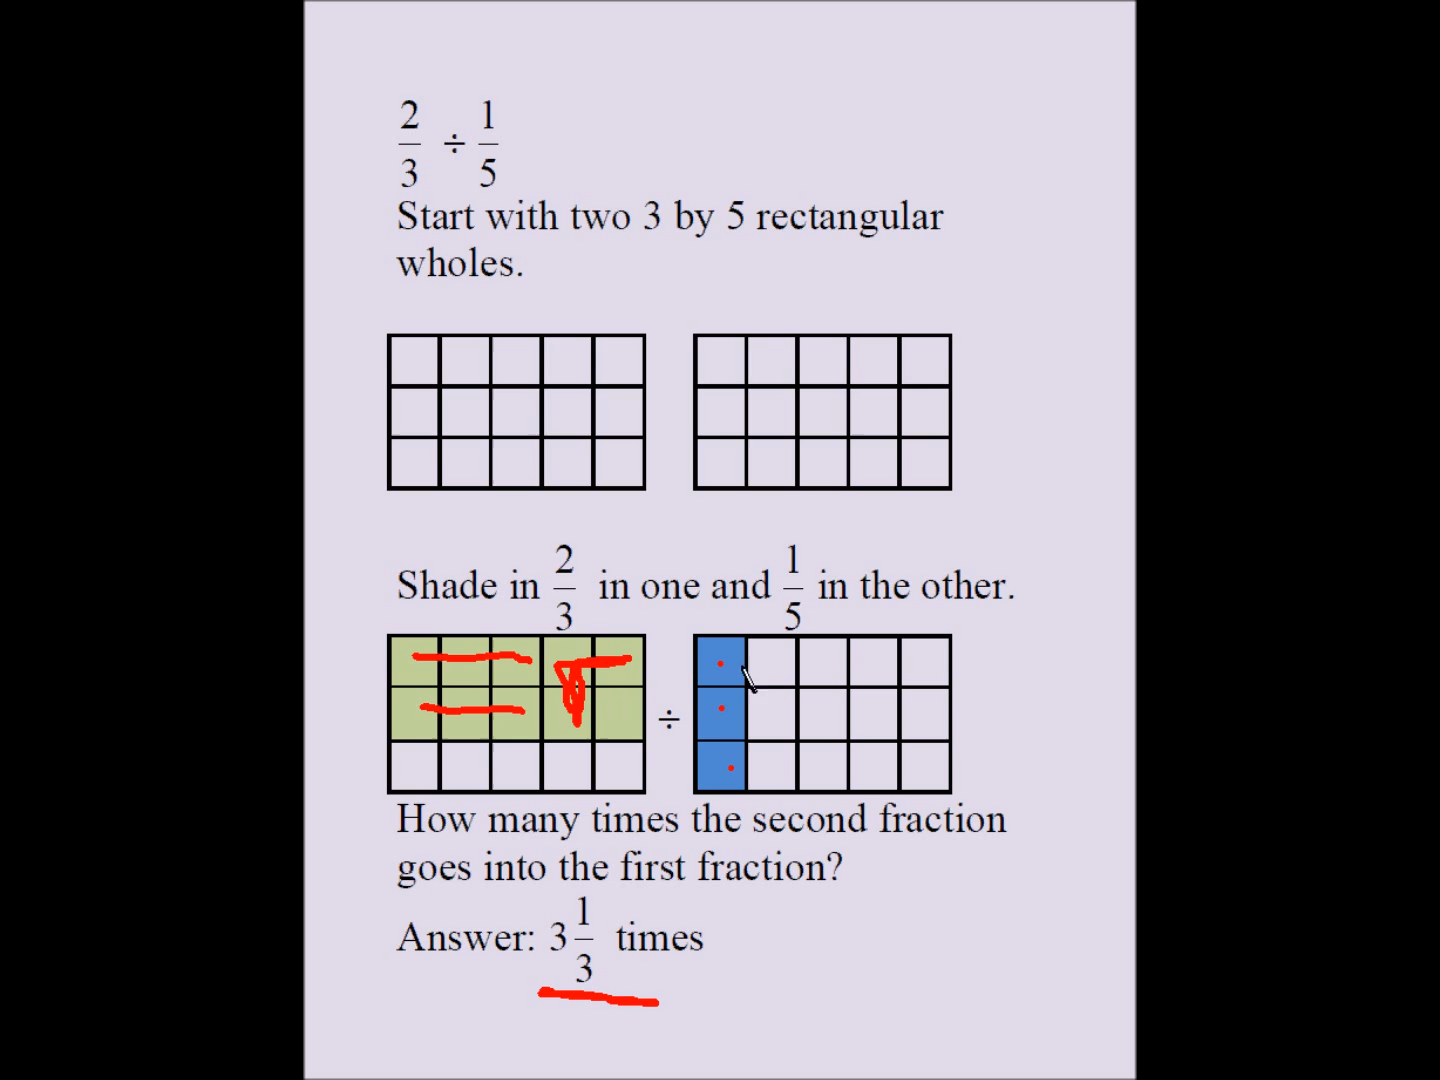 2/3 ÷ 1/5
Start with two 3 by 5 rectangular
wholes.
Shade in 2/3 in one and 1/5 in the other.
÷
How many times the second fraction
goes into the first fraction?
Answer: 3 1/3 times